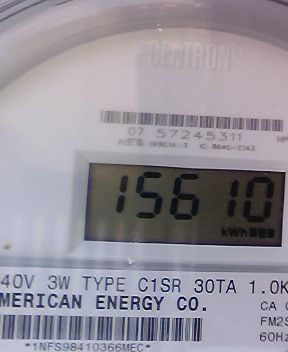 CENTRON®
07 57245311
15610
kWh
40V 3W TYPE C1SR 30TA 1.0K
MERICAN ENERGY CO.
CA
FM2S
60Hz
*1NFS98410366MEC*